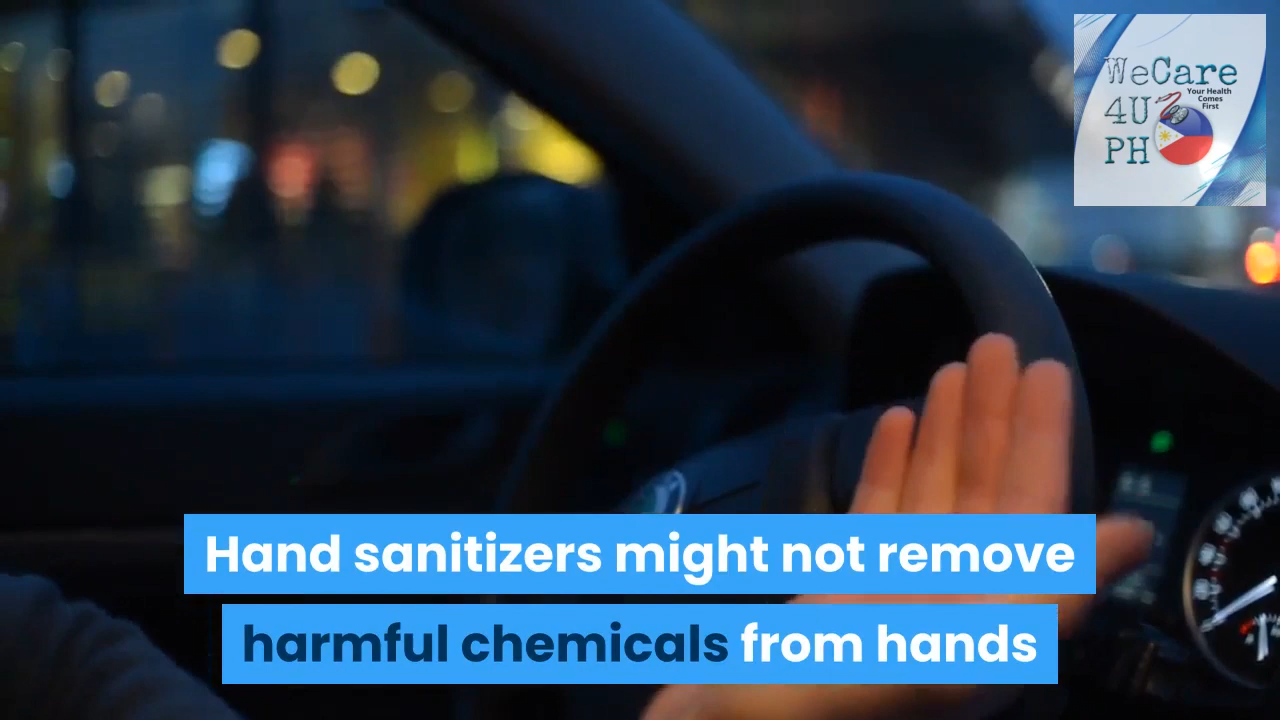 WeCare
4U
PH
Your Health
Comes
First
Hand sanitizers might not remove
harmful chemicals from hands